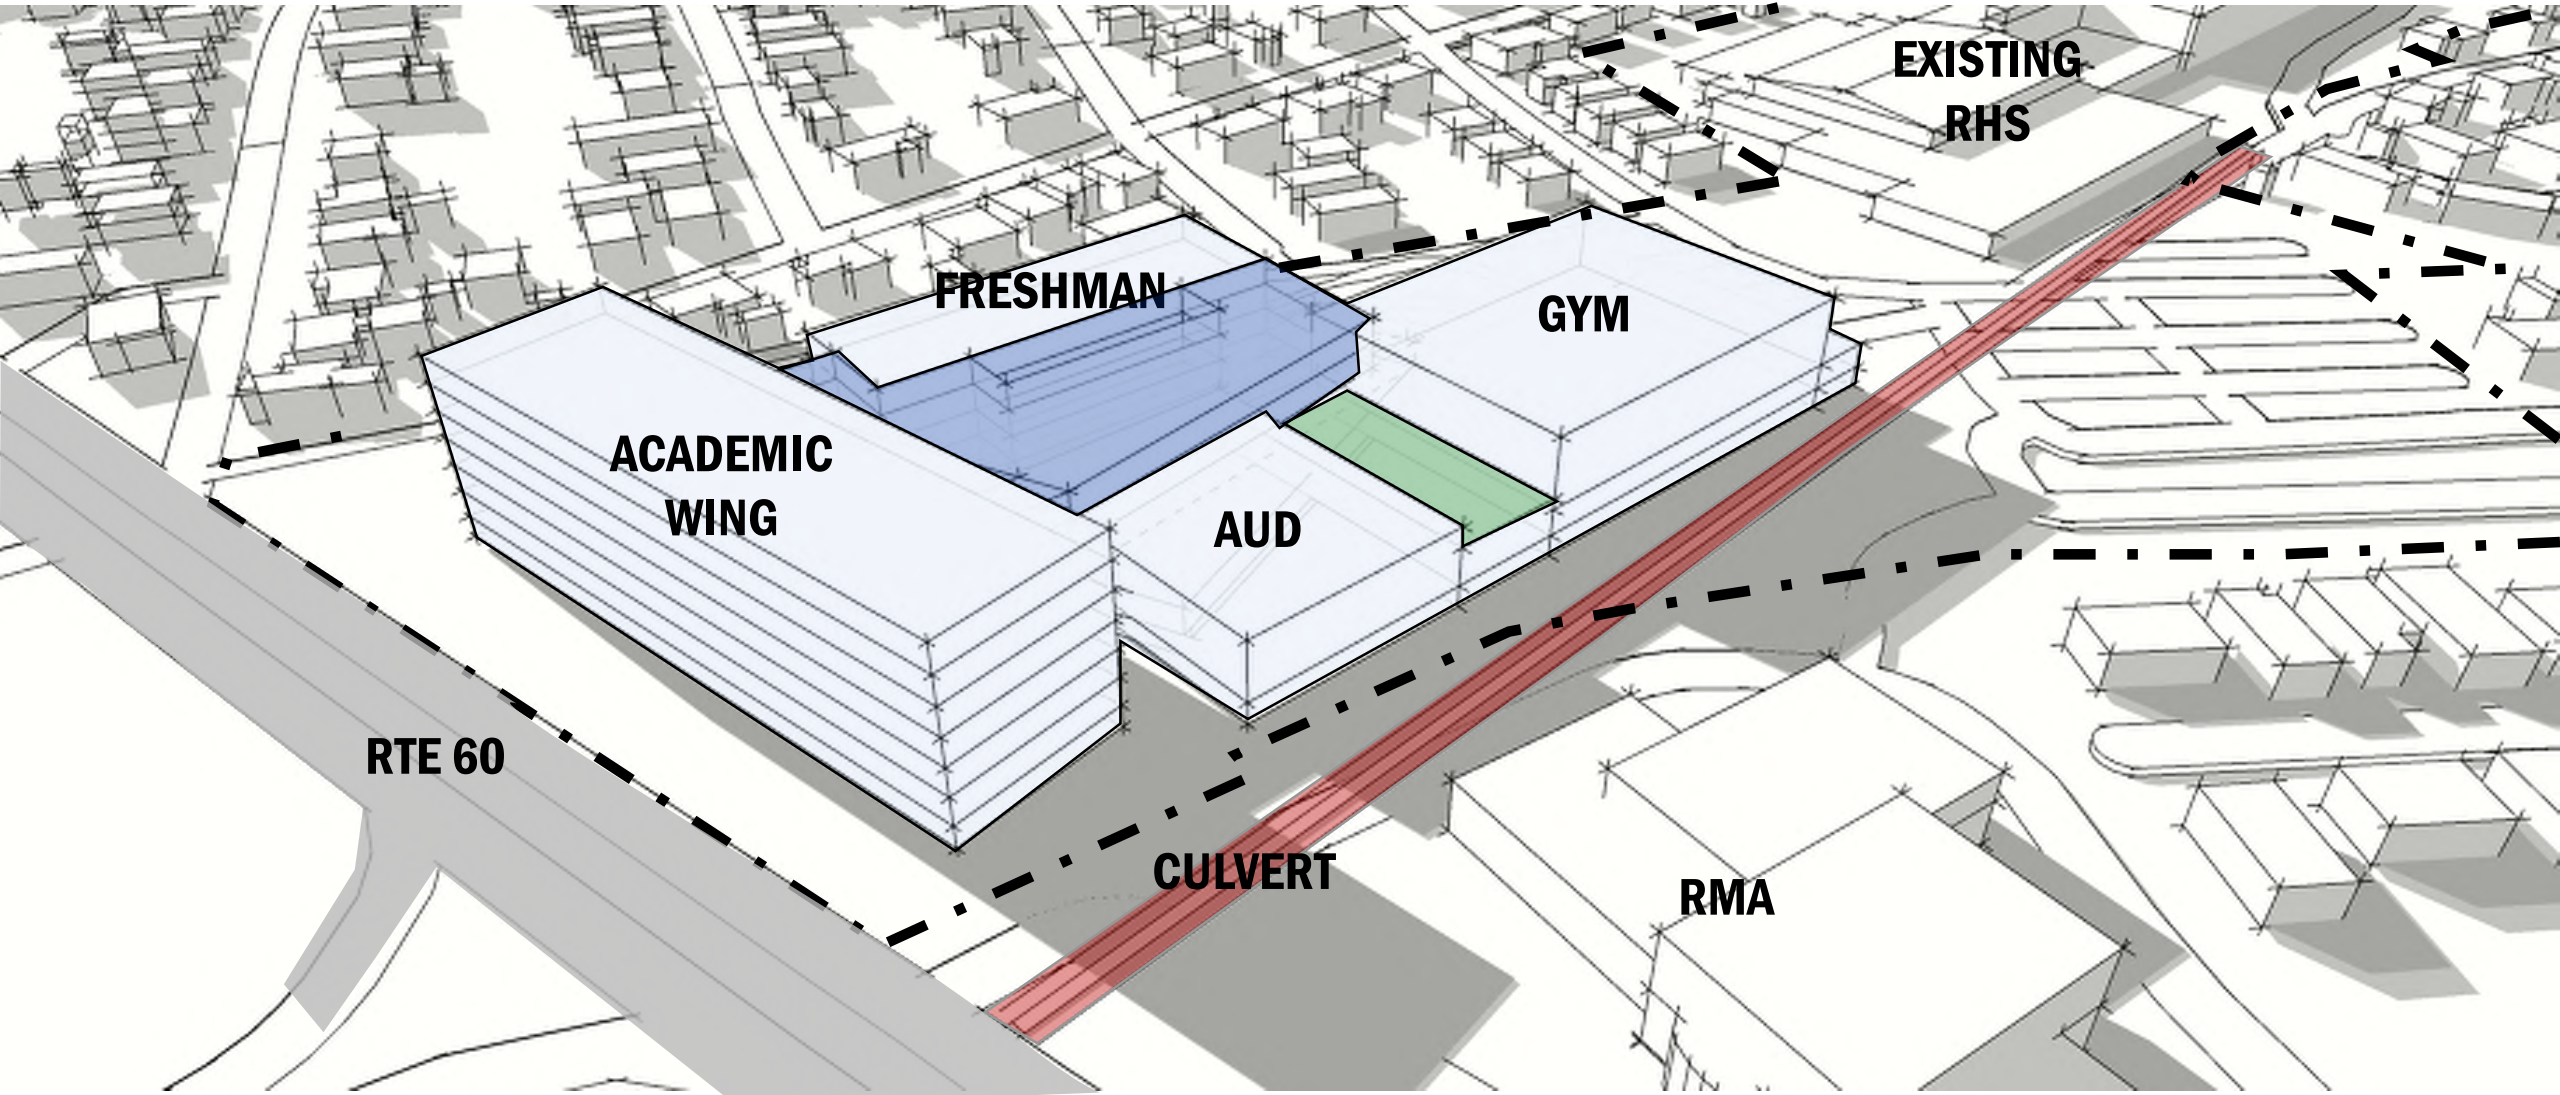 EXISTING
RHS
FRESHMAN
GYM
ACADEMIC
WING
AUD
RTE 60
CULVERT
RMA